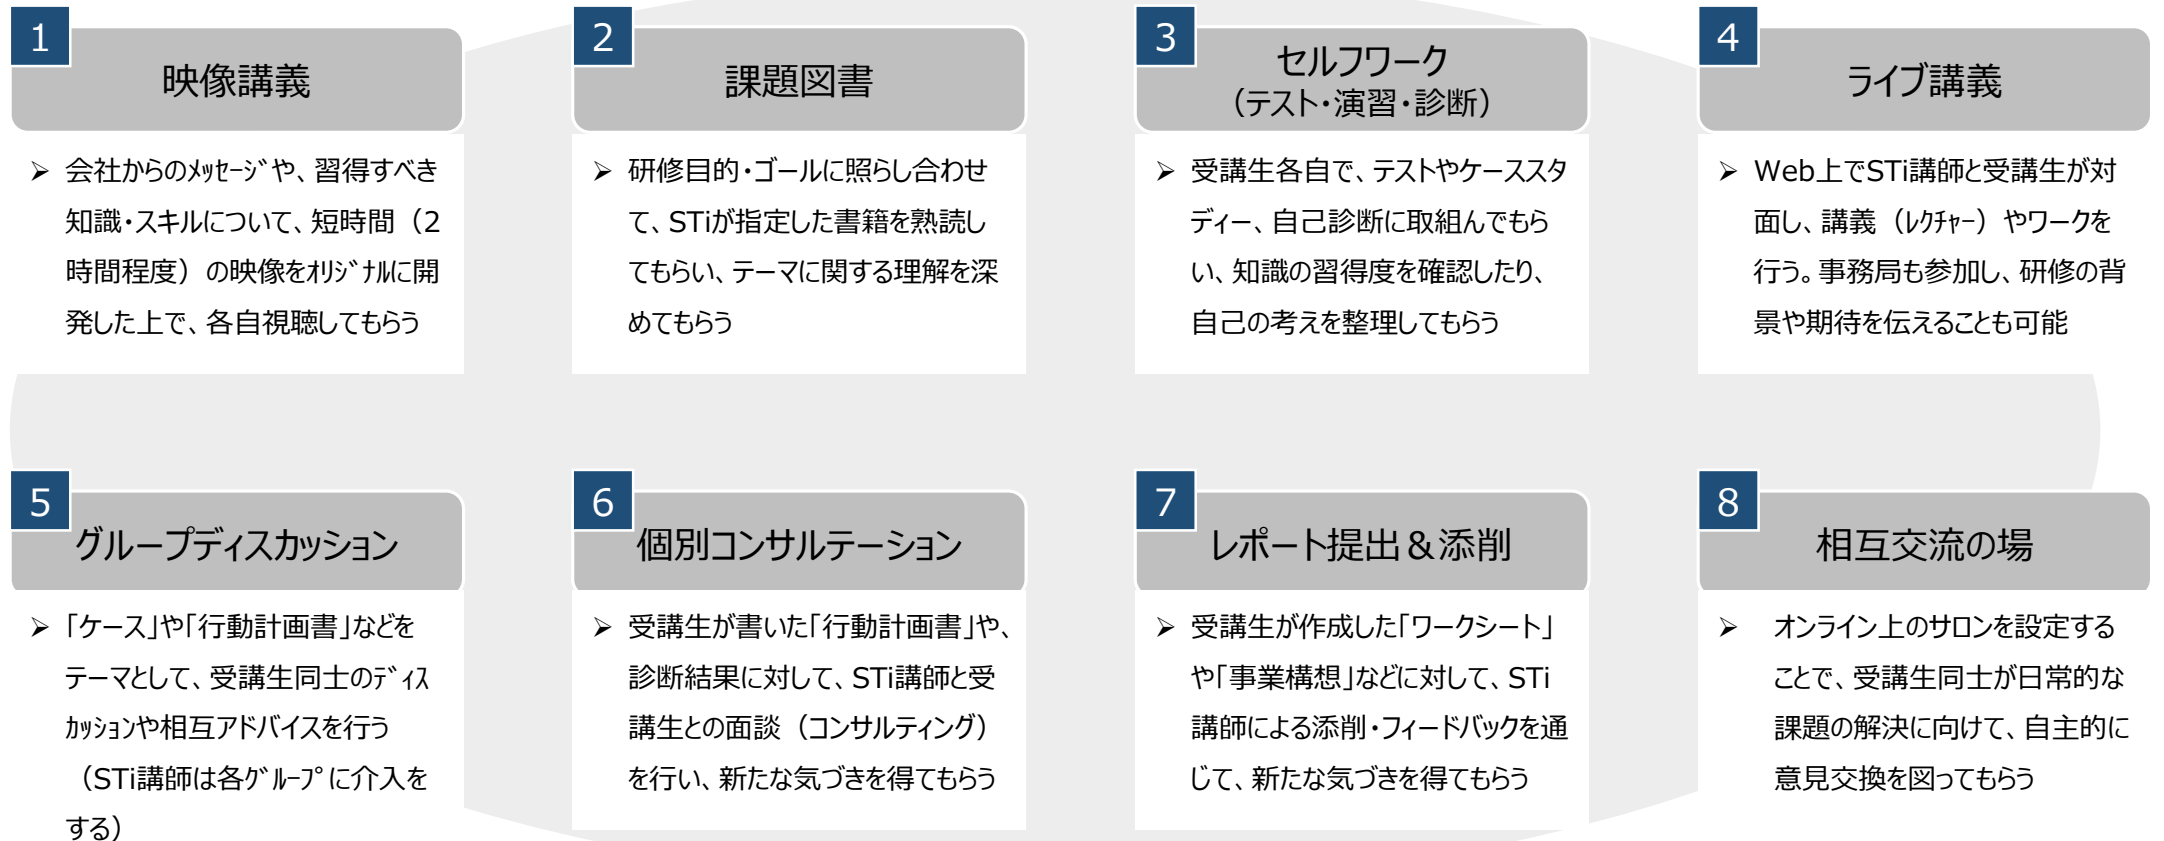 1
映像講義
➢ 会社からのﾒｯｾｰｼﾞや、習得すべき
知識・スキルについて、短時間（2
時間程度）の映像をｵﾘｼﾞﾅﾙに開
発した上で、各自視聴してもらう
2
課題図書
➢ 研修目的・ゴールに照らし合わせ
て、STiが指定した書籍を熟読し
てもらい、テーマに関する理解を深
めてもらう
3
セルフワーク
（テスト・演習・診断）
➢ 受講生各自で、テストやケーススタ
ディー、自己診断に取組んでもら
い、知識の習得度を確認したり、
自己の考えを整理してもらう
4
ライブ講義
➢ Web上でSTi講師と受講生が対
面し、講義（ﾚｸﾁｬｰ）やワークを
行う。事務局も参加し、研修の背
景や期待を伝えることも可能
5
グループディスカッション
➢ 「ケース」や「行動計画書」などを
テーマとして、受講生同士のﾃﾞｨｽ
ｶｯｼｮﾝや相互アドバイスを行う
（STi講師は各ｸﾞﾙｰﾌﾟに介入を
する）
6
個別コンサルテーション
➢ 受講生が書いた「行動計画書」や、
診断結果に対して、STi講師と受
講生との面談（コンサルティング）
を行い、新たな気づきを得てもらう
7
レポート提出＆添削
➢ 受講生が作成した「ワークシート」
や「事業構想」などに対して、STi
講師による添削・フィードバックを通
じて、新たな気づきを得てもらう
8
相互交流の場
➢ オンライン上のサロンを設定する
ことで、受講生同士が日常的な
課題の解決に向けて、自主的に
意見交換を図ってもらう